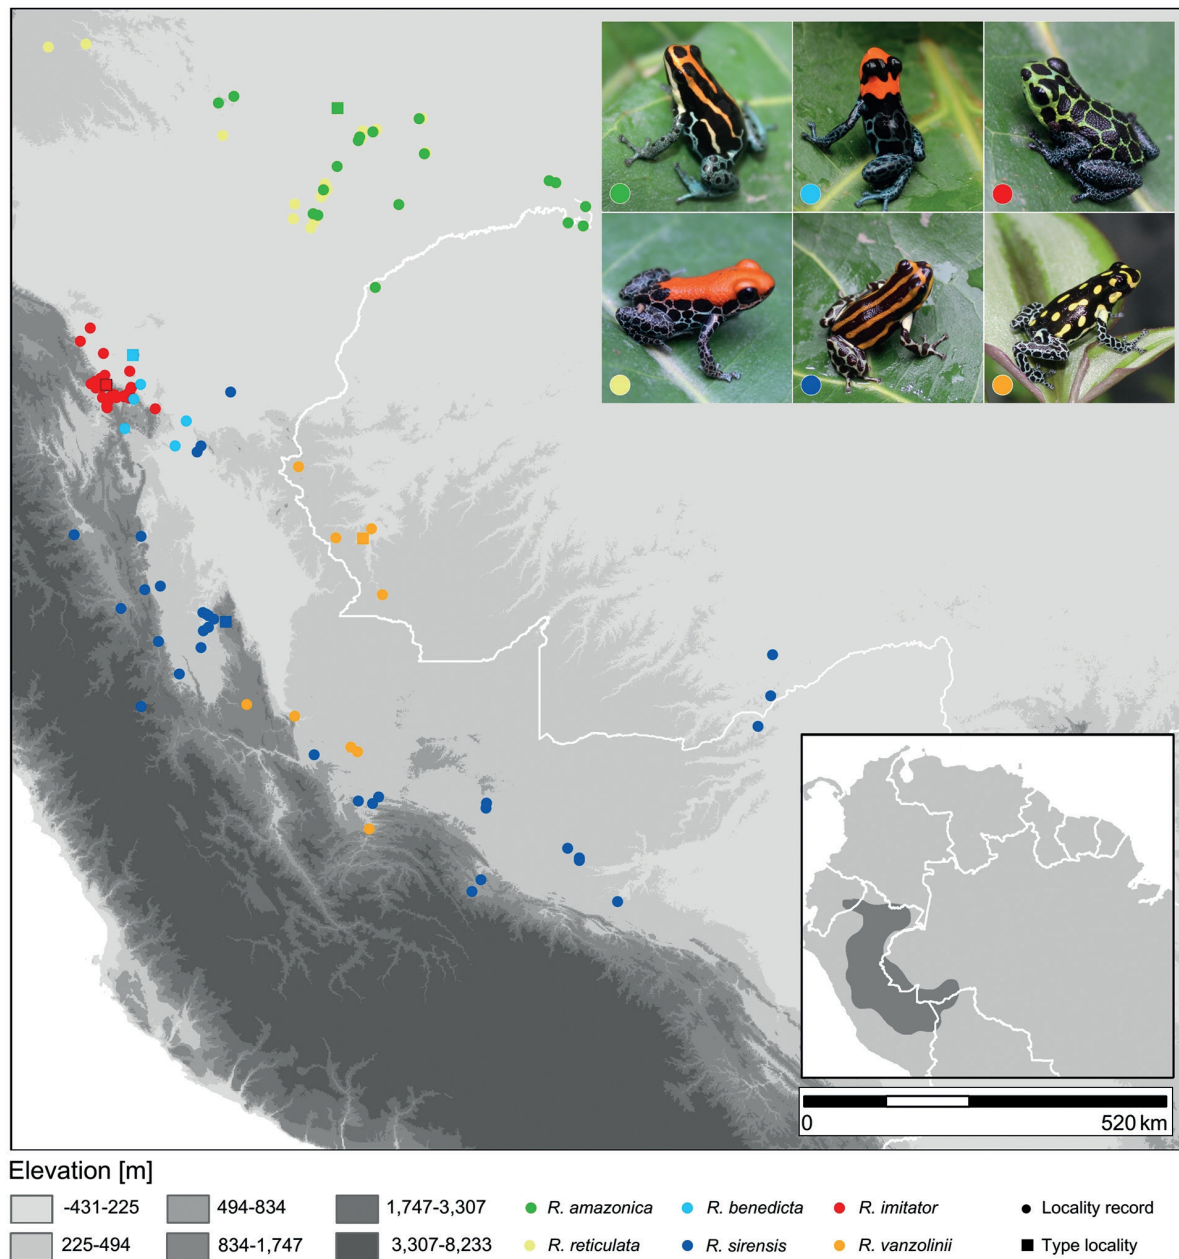 0 520 km
Elevation [m]
-431-225 494-834 1,747-3,307 R. amazonica R. benedicta R. imitator Locality record
225-494 834-1,747 3,307-8,233 R. reticulata R. sirensis R. vanzolinii Type locality